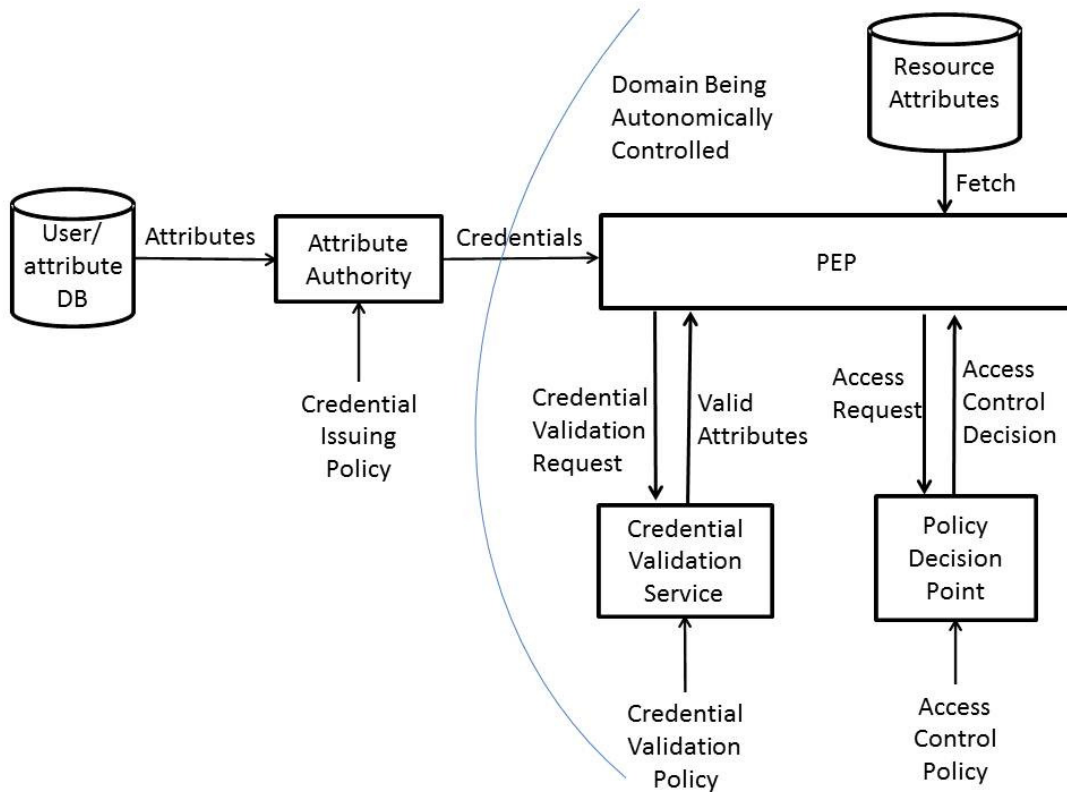 Domain Being
Autonomically
Controlled
Resource
Attributes
Fetch
User/
attribute
DB
Attributes
Attribute
Authority
Credentials
PEP
Credential
Issuing
Policy
Credential
Validation
Request
Valid
Attributes
Access
Request
Access
Control
Decision
Credential
Validation
Service
Policy
Decision
Point
Credential
Validation
Policy
Access
Control
Policy